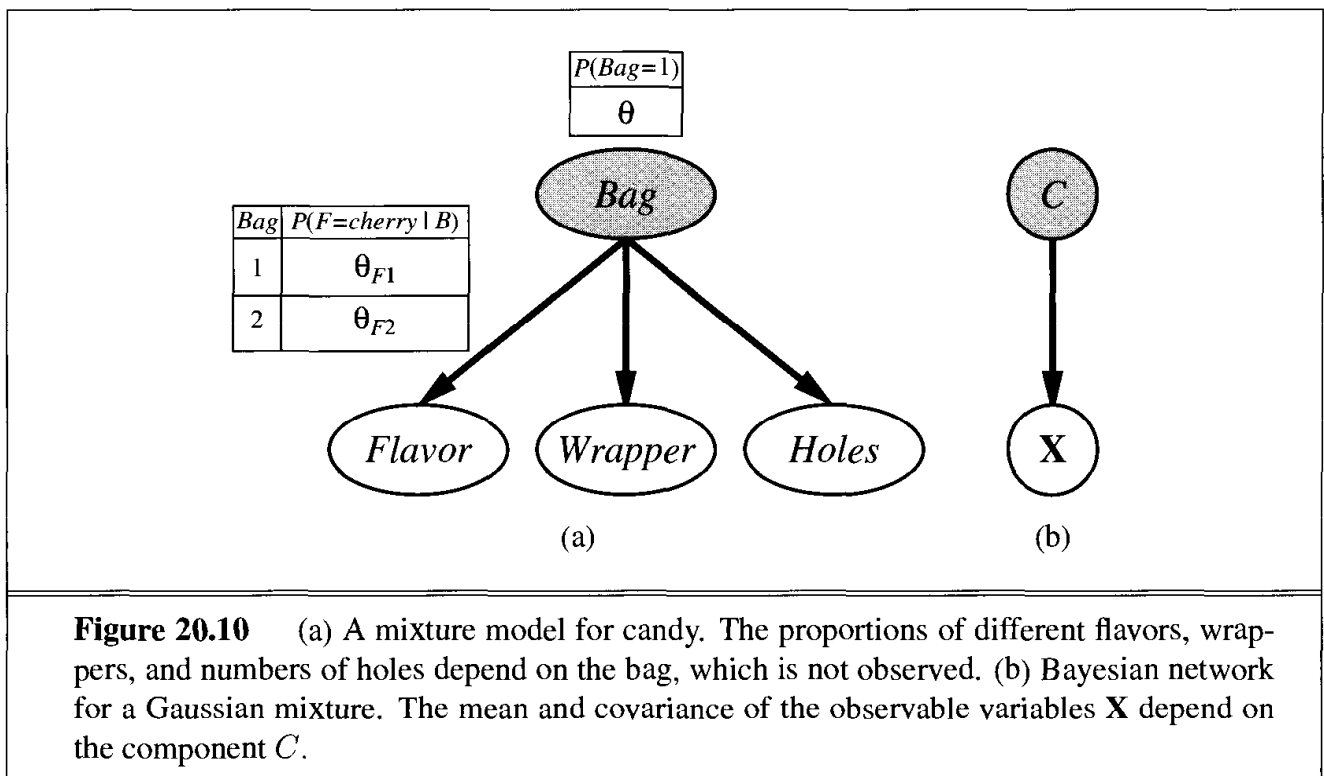 P(Bag=1)
θ
Bag
C
Bag P(F=cherry | B)
1 θF1
2 θF2
Flavor Wrapper Holes X
(a) (b)
Figure 20.10 (a) A mixture model for candy. The proportions of different flavors, wrap-
pers, and numbers of holes depend on the bag, which is not observed. (b) Bayesian network
for a Gaussian mixture. The mean and covariance of the observable variables X depend on
the component C.